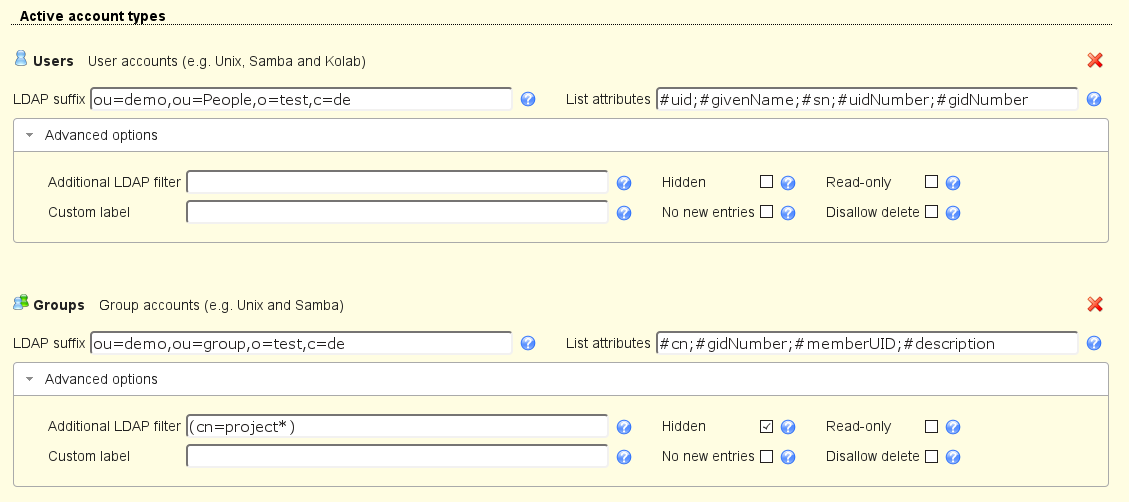 Active account types
Users User accounts (e.g. Unix, Samba and Kolab)
LDAP suffix ou=demo,ou=People,o=test,c=de List attributes #uid;#givenName;#sn;#uidNumber;#gidNumber
Advanced options
Additional LDAP filter Hidden Read-only
Custom label No new entries Disallow delete
Groups Group accounts (e.g. Unix and Samba)
LDAP suffix ou=demo,ou=group,o=test,c=de List attributes #cn;#gidNumber;#memberUID;#description
Advanced options
Additional LDAP filter (cn=project*) Hidden Read-only
Custom label No new entries Disallow delete